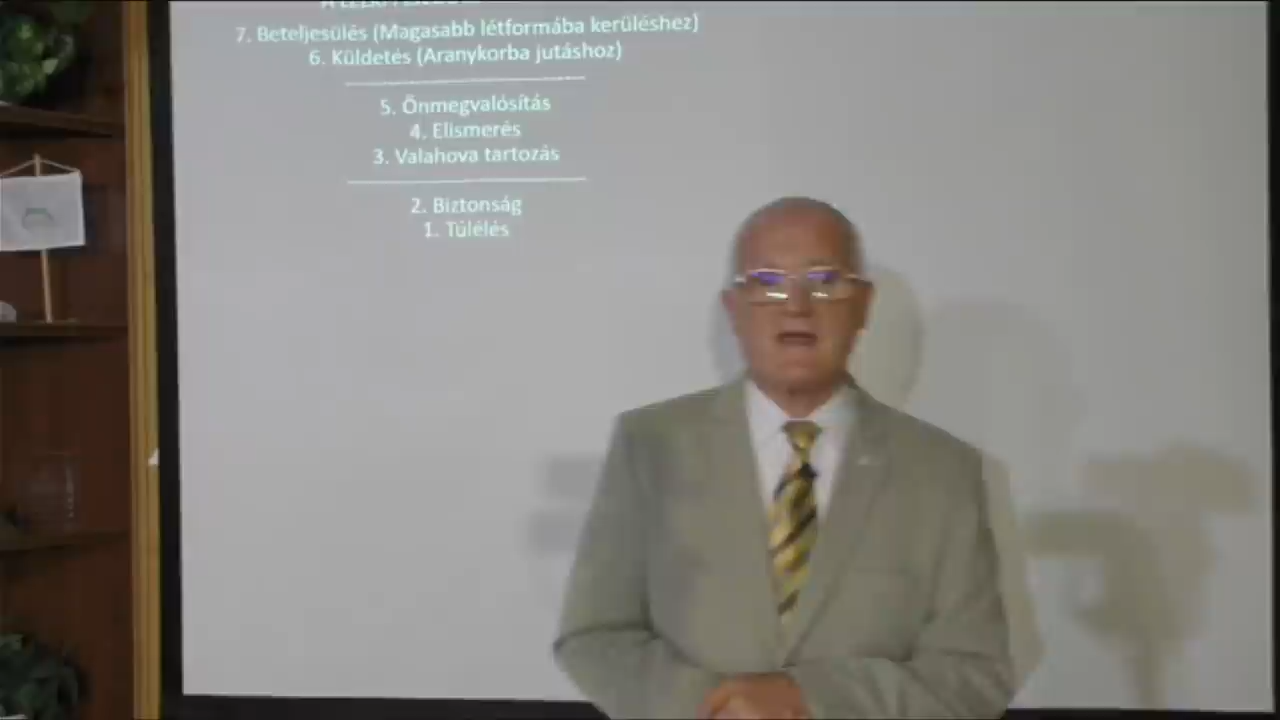 7. Beteljesülés (Magasabb létformába kerüléshez)
6. Küldetés (Aranykorba jutáshoz)
5. Önmegvalósítás
4. Elismerés
3. Valahova tartozás
2. Biztonság
1. Túlélés